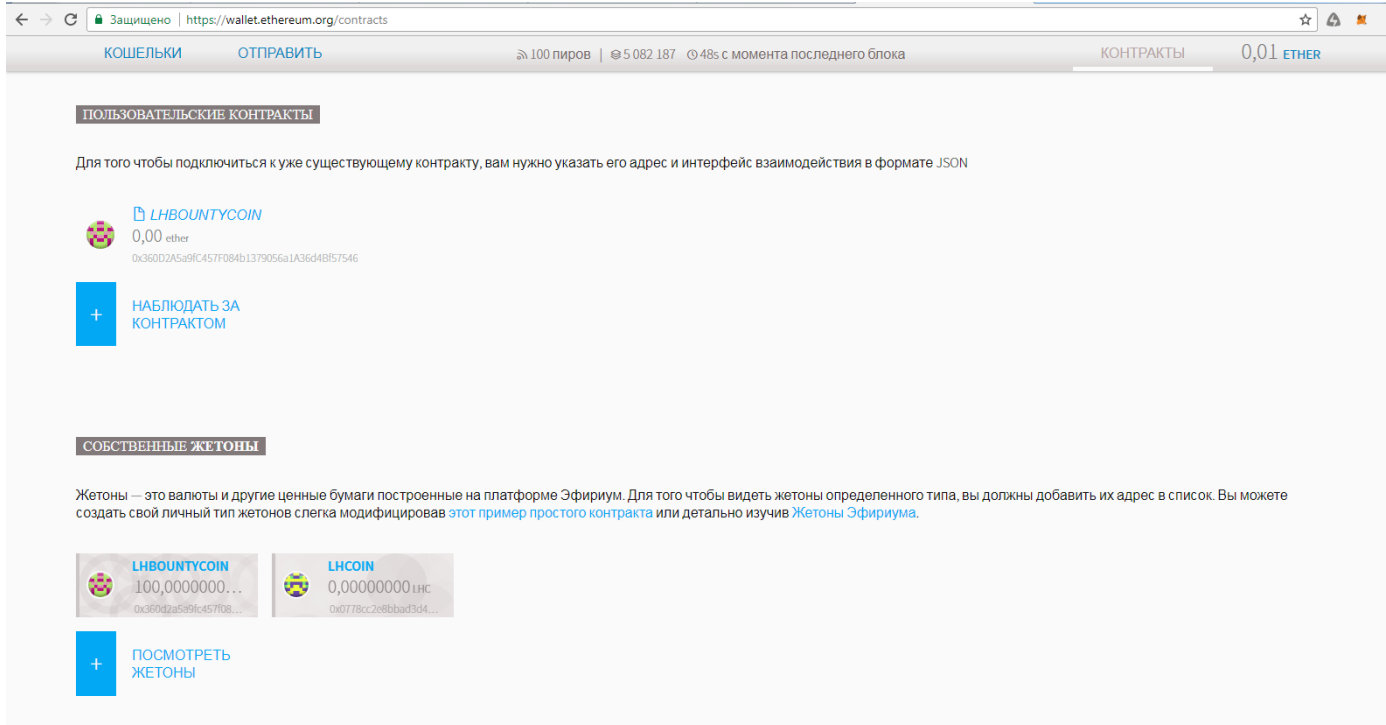 Защищено https://wallet.ethereum.org/contracts
КОШЕЛЬКИ ОТПРАВИТЬ 100 пиров | 5 082 187 48s с момента последнего блока КОНТРАКТЫ 0,01 ETHER
ПОЛЬЗОВАТЕЛЬСКИЕ КОНТРАКТЫ
Для того чтобы подключиться к уже существующему контракту, вам нужно указать его адрес и интерфейс взаимодействия в формате JSON
LHBOUNTYCOIN
0,00 ether
0x360D2A5a9fC457F084b1379056a1A36d4Bf57546
+ НАБЛЮДАТЬ ЗА
КОНТРАКТОМ
СОБСТВЕННЫЕ ЖЕТОНЫ
Жетоны — это валюты и другие ценные бумаги построенные на платформе Эфириум. Для того чтобы видеть жетоны определенного типа, вы должны добавить их адрес в список. Вы можете
создать свой личный тип жетонов слегка модифицировав этот пример простого контракта или детально изучив Жетоны Эфириума.
LHBOUNTYCOIN LHCOIN
100,0000000... 0,00000000 LHC
0x360d2a5a9fc457f08... 0x0778cc2e8bbad3d4...
+ ПОСМОТРЕТЬ
ЖЕТОНЫ